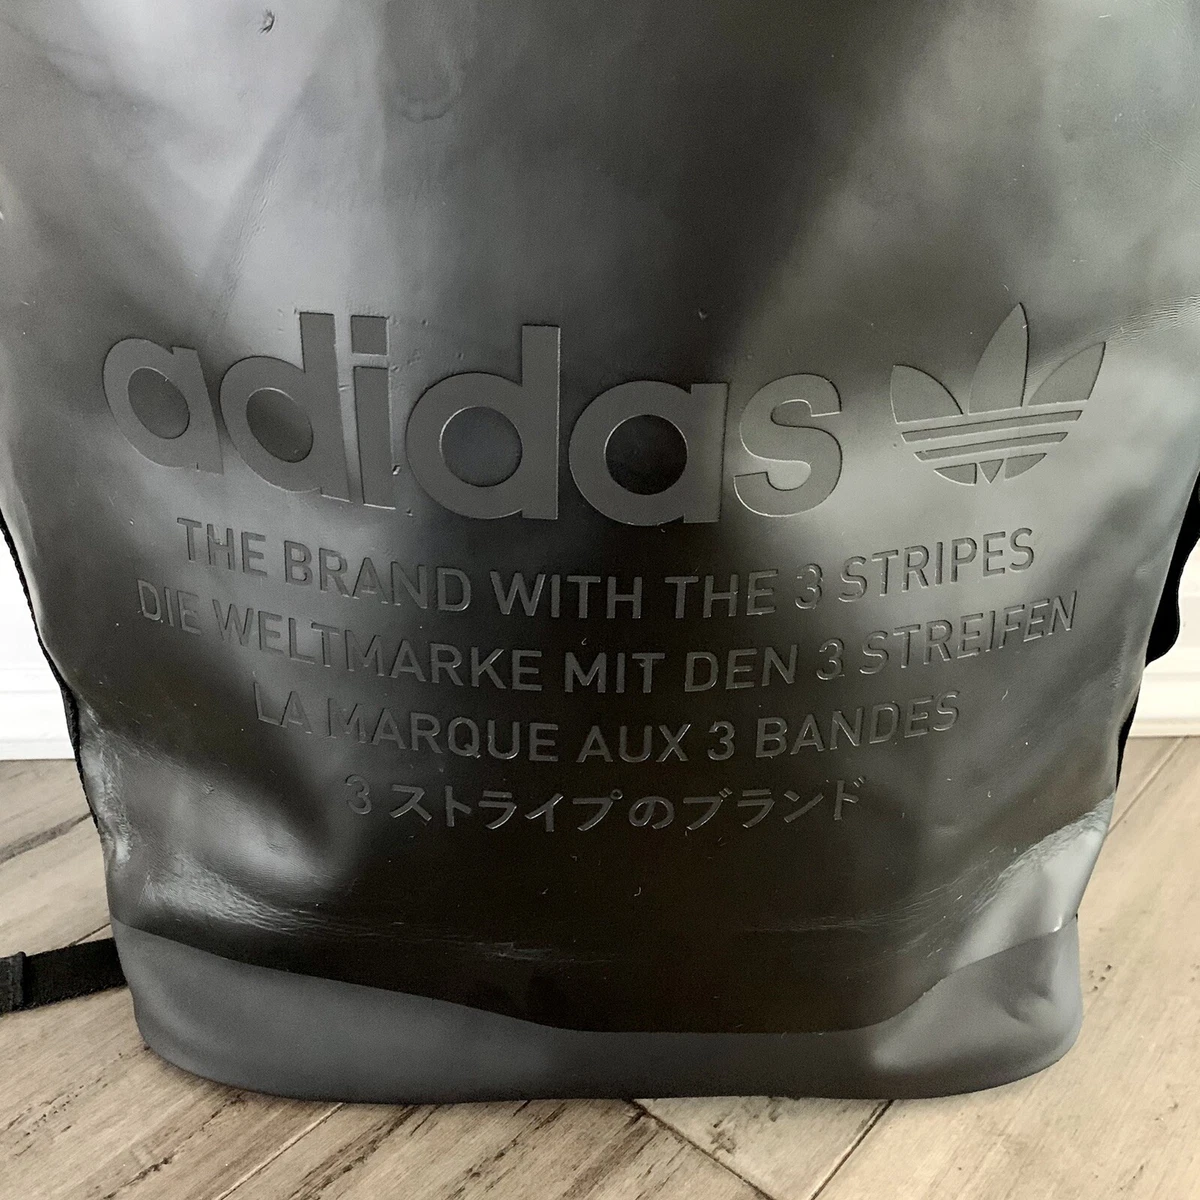 adidas
THE BRAND WITH THE 3 STRIPES
DIE WELTMARKE MIT DEN 3 STREIFEN
LA MARQUE AUX 3 BANDES
3 ストライプのブランド